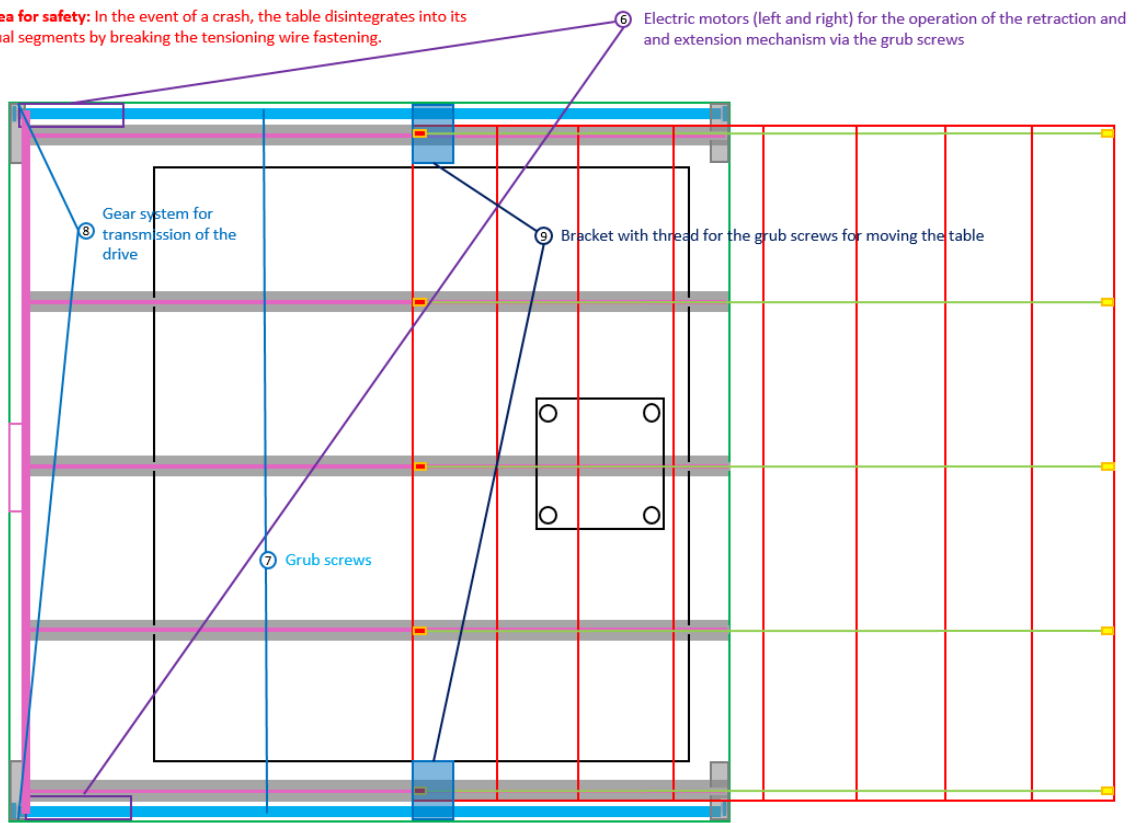 ea for safety: In the event of a crash, the table disintegrates into its
ual segments by breaking the tensioning wire fastening.
6 Electric motors (left and right) for the operation of the retraction and
and extension mechanism via the grub screws
8 Gear system for
transmission of the
drive
9 Bracket with thread for the grub screws for moving the table
7 Grub screws